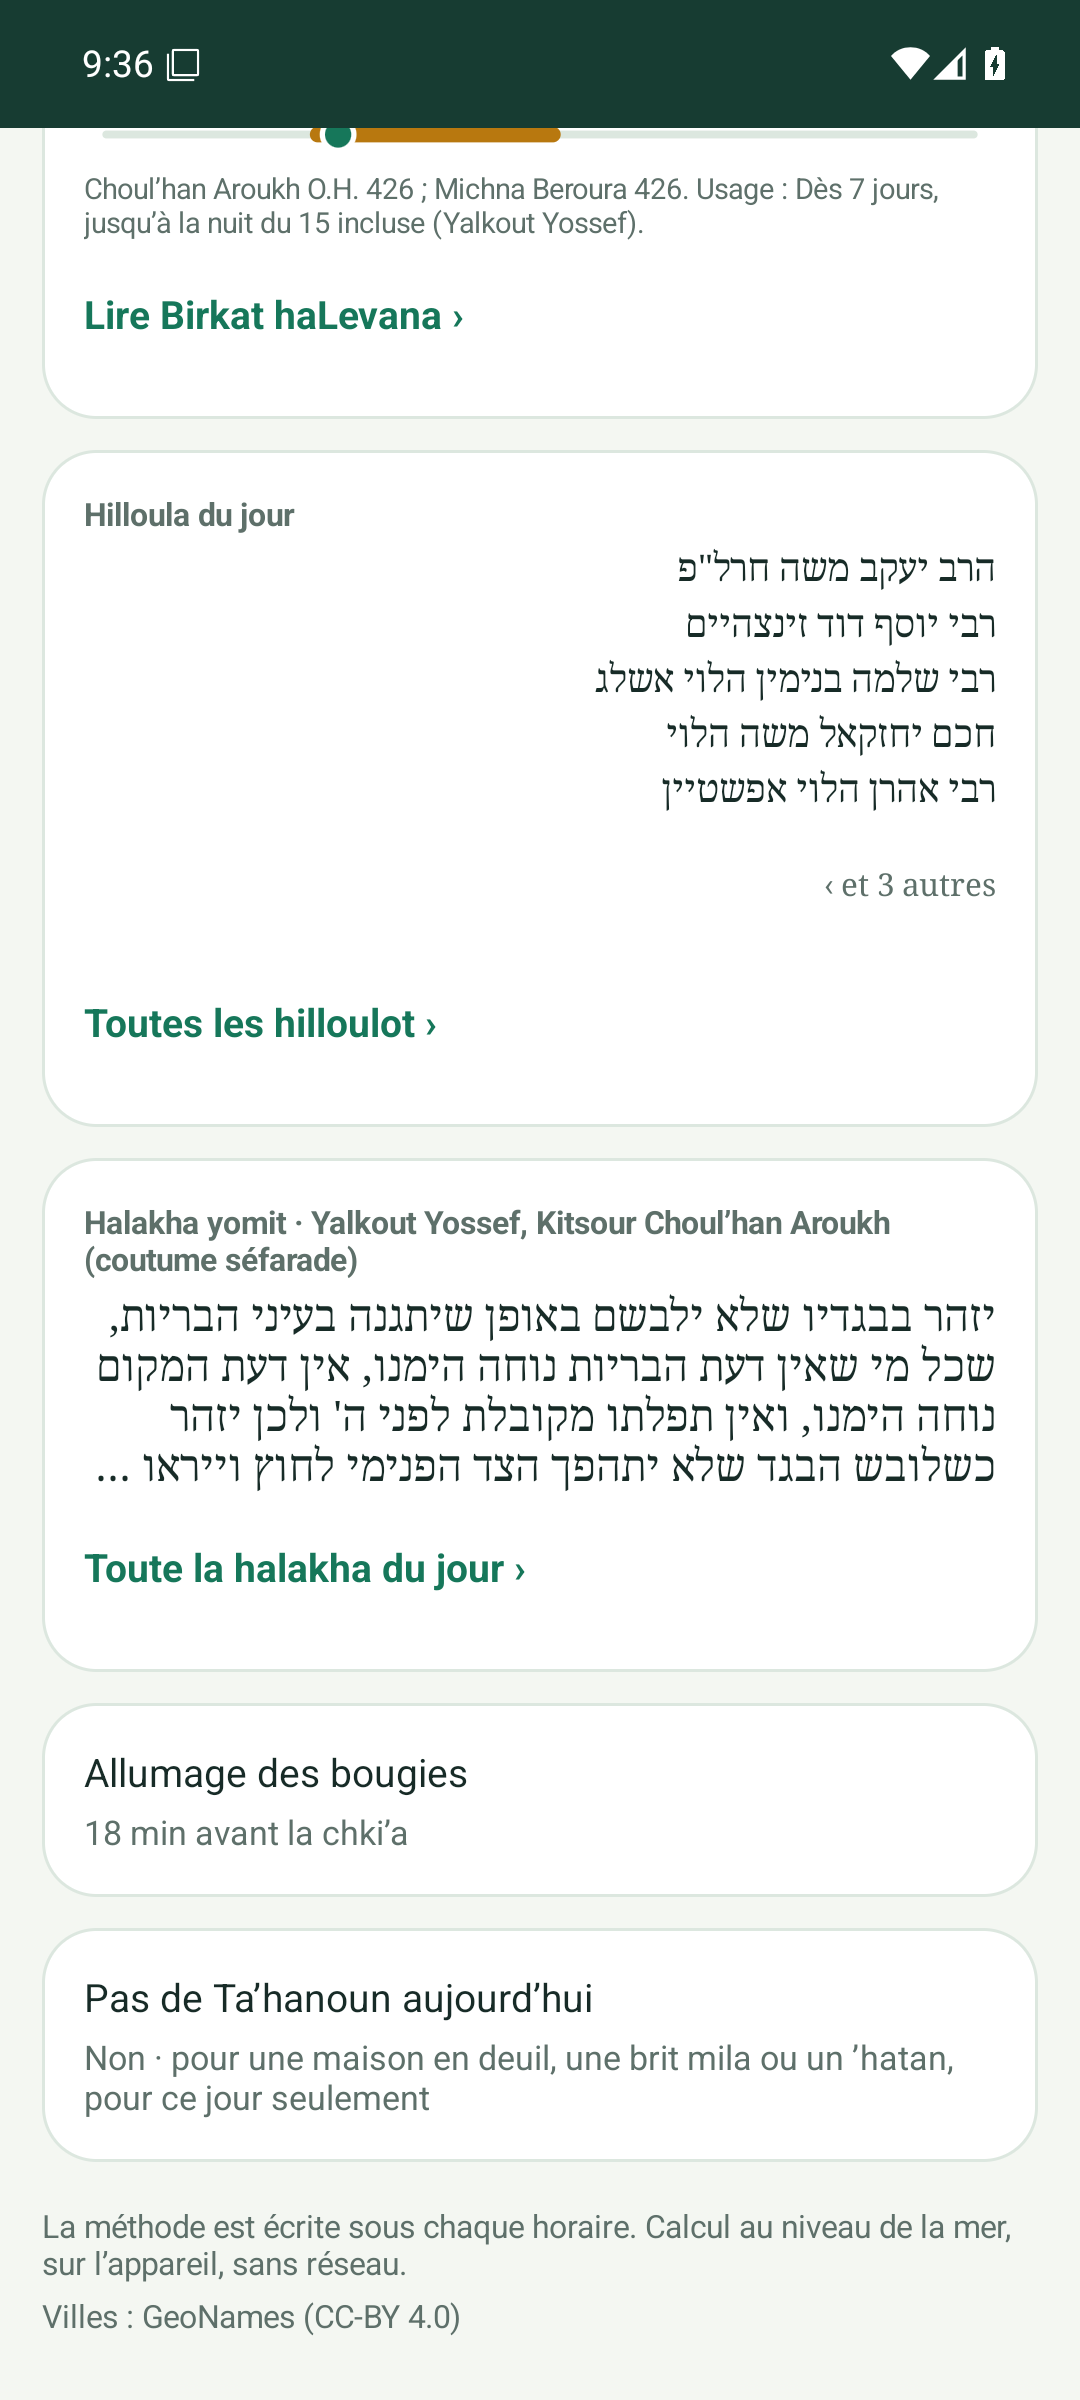 9:36
Choul’han Aroukh O.H. 426 ; Michna Beroura 426. Usage : Dès 7 jours,
jusqu’à la nuit du 15 incluse (Yalkout Yossef).
Lire Birkat haLevana ›
Hilloula du jour
הרב יעקב משה חרל"פ
רבי יוסף דוד זינצהיים
רבי שלמה בנימין הלוי אשלג
חכם יחזקאל משה הלוי
רבי אהרן הלוי אפשטיין
‹ et 3 autres
Toutes les hilloulot ›
Halakha yomit · Yalkout Yossef, Kitsour Choul’han Aroukh
(coutume séfarade)
יזהר בבגדיו שלא ילבשם באופן שיתגנה בעיני הבריות,
שכל מי שאין דעת הבריות נוחה הימנו, אין דעת המקום
נוחה הימנו, ואין תפלתו מקובלת לפני ה' ולכן יזהר
כשלובש הבגד שלא יתהפך הצד הפנימי לחוץ וייראו ...
Toute la halakha du jour ›
Allumage des bougies
18 min avant la chki’a
Pas de Ta’hanoun aujourd’hui
Non · pour une maison en deuil, une brit mila ou un ’hatan,
pour ce jour seulement
La méthode est écrite sous chaque horaire. Calcul au niveau de la mer,
sur l’appareil, sans réseau.
Villes : GeoNames (CC-BY 4.0)